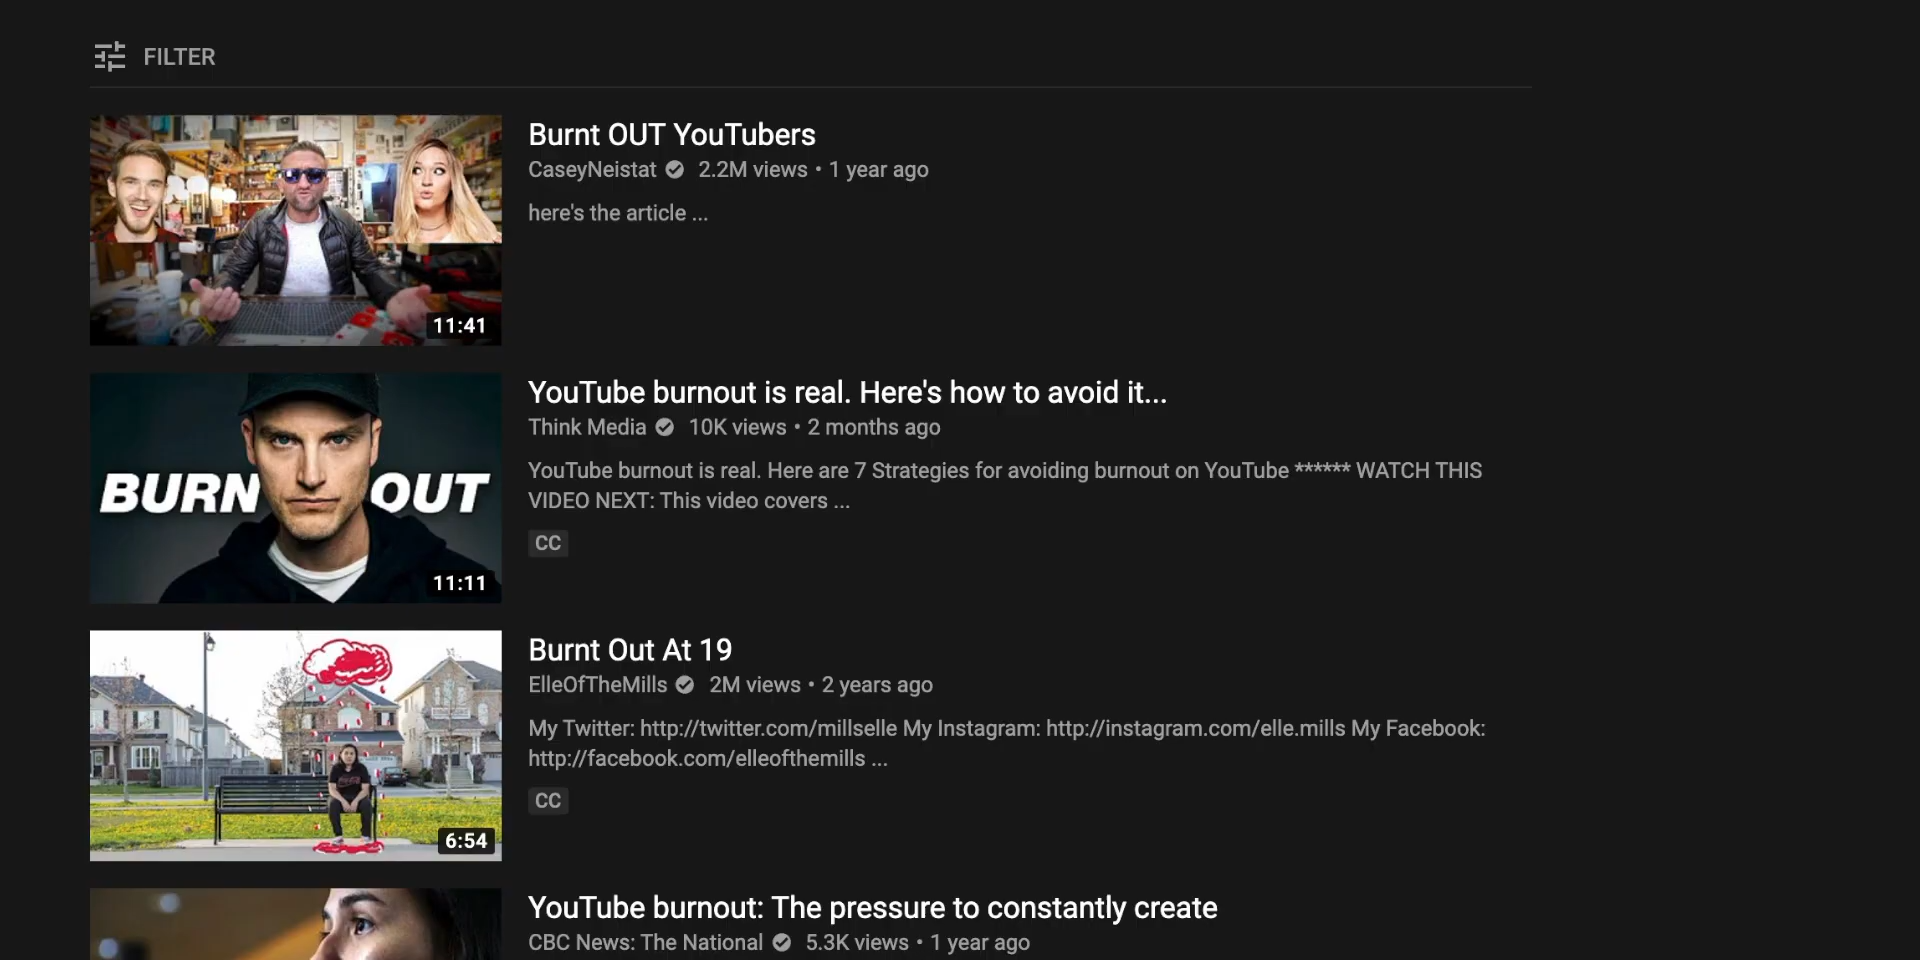 FILTER
11:41
Burnt OUT YouTubers
CaseyNeistat 2.2M views • 1 year ago
here's the article ...
BURN OUT
11:11
YouTube burnout is real. Here's how to avoid it...
Think Media 10K views • 2 months ago
YouTube burnout is real. Here are 7 Strategies for avoiding burnout on YouTube ****** WATCH THIS
VIDEO NEXT: This video covers ...
CC
6:54
Burnt Out At 19
ElleOfTheMills 2M views • 2 years ago
My Twitter: http://twitter.com/millselle My Instagram: http://instagram.com/elle.mills My Facebook:
http://facebook.com/elleofthemills ...
CC
YouTube burnout: The pressure to constantly create
CBC News: The National 5.3K views • 1 year ago